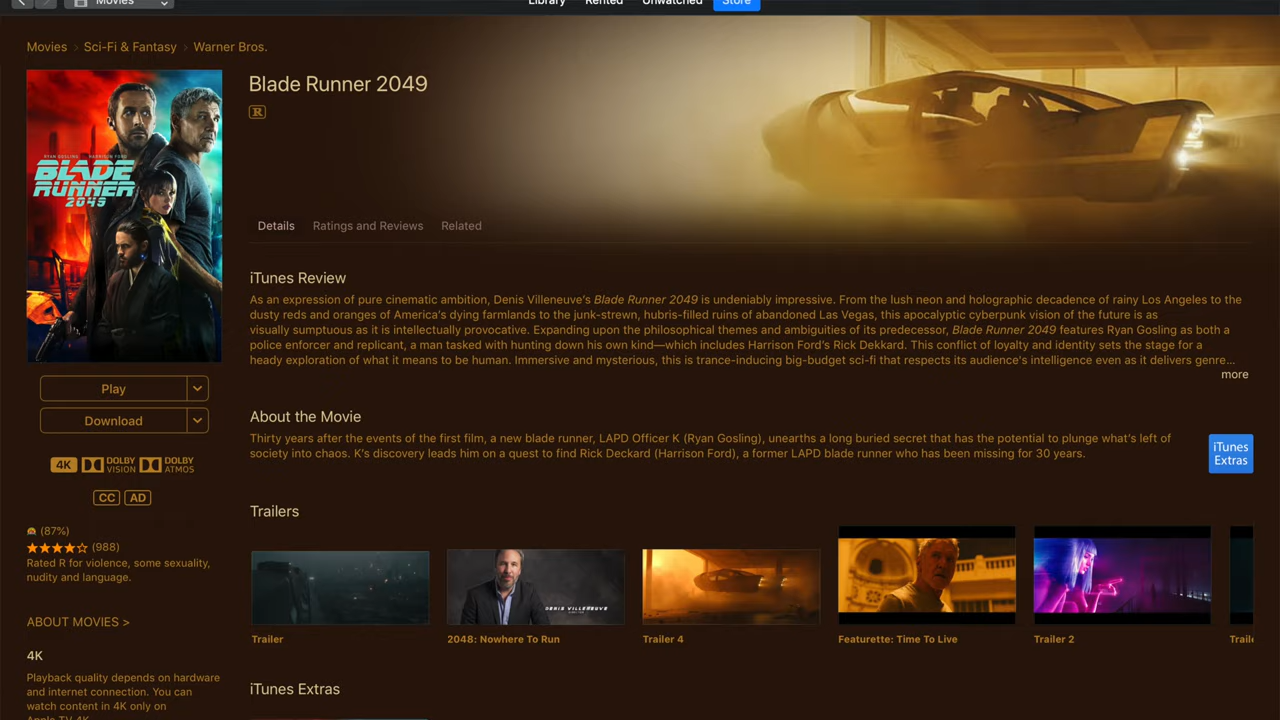 Movies
Library Rented Unwatched Store
Movies > Sci-Fi & Fantasy > Warner Bros.
RYAN GOSLING HARRISON FORD
BLADE
RUNNER
2049
Blade Runner 2049
R
Details Ratings and Reviews Related
iTunes Review
As an expression of pure cinematic ambition, Denis Villeneuve's Blade Runner 2049 is undeniably impressive. From the lush neon and holographic decadence of rainy Los Angeles to the
dusty reds and oranges of America's dying farmlands to the junk-strewn, hubris-filled ruins of abandoned Las Vegas, this apocalyptic cyberpunk vision of the future is as
visually sumptuous as it is intellectually provocative. Expanding upon the philosophical themes and ambiguities of its predecessor, Blade Runner 2049 features Ryan Gosling as both a
police enforcer and replicant, a man tasked with hunting down his own kind—which includes Harrison Ford's Rick Dekkard. This conflict of loyalty and identity sets the stage for a
heady exploration of what it means to be human. Immersive and mysterious, this is trance-inducing big-budget sci-fi that respects its audience's intelligence even as it delivers genre...
more
Play
Download
4K DOLBY VISION DOLBY ATMOS
CC AD
(87%)
(988)
Rated R for violence, some sexuality,
nudity and language.
ABOUT MOVIES >
4K
Playback quality depends on hardware
and internet connection. You can
watch content in 4K only on
Apple TV 4K.
About the Movie
Thirty years after the events of the first film, a new blade runner, LAPD Officer K (Ryan Gosling), unearths a long buried secret that has the potential to plunge what's left of
society into chaos. K's discovery leads him on a quest to find Rick Deckard (Harrison Ford), a former LAPD blade runner who has been missing for 30 years.
iTunes
Extras
Trailers
DENIS VILLENEUVE
Trailer
2048: Nowhere To Run
Trailer 4
Featurette: Time To Live
Trailer 2
iTunes Extras